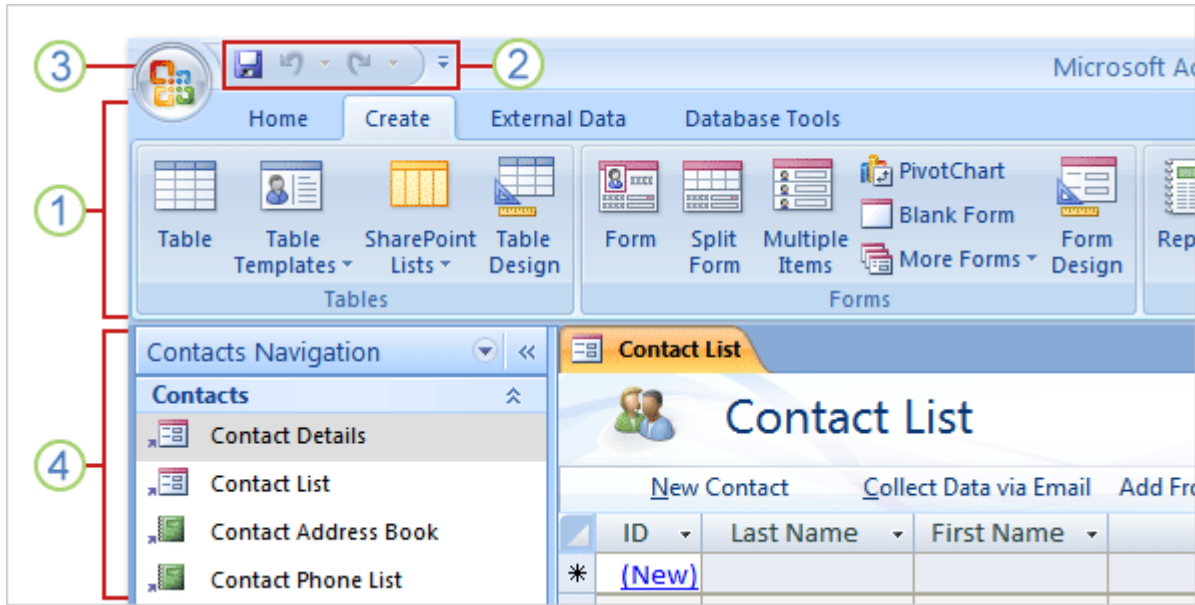 3
2
Microsoft Ac
Home Create External Data Database Tools
1
Table
Table Templates
SharePoint Lists
Table Design
Tables
Form
Split Form
Multiple Items
PivotChart
Blank Form
More Forms
Form Design
Forms
Rep
4
Contacts Navigation
Contacts
Contact Details
Contact List
Contact Address Book
Contact Phone List
Contact List
Contact List
New Contact Collect Data via Email Add Fro
ID Last Name First Name
* (New)